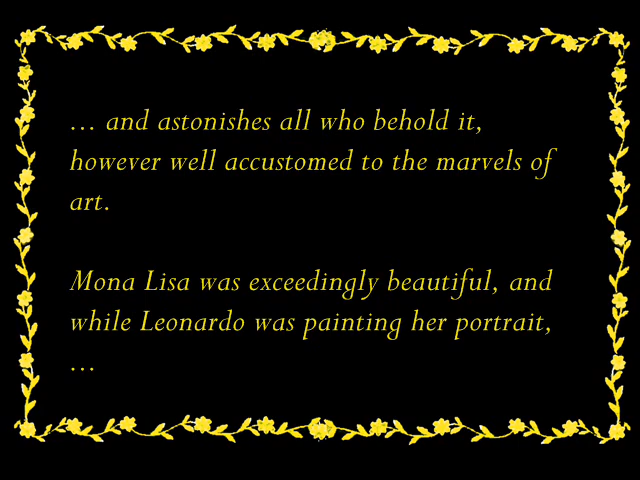 ... and astonishes all who behold it,
however well accustomed to the marvels of
art.
Mona Lisa was exceedingly beautiful, and
while Leonardo was painting her portrait,
...